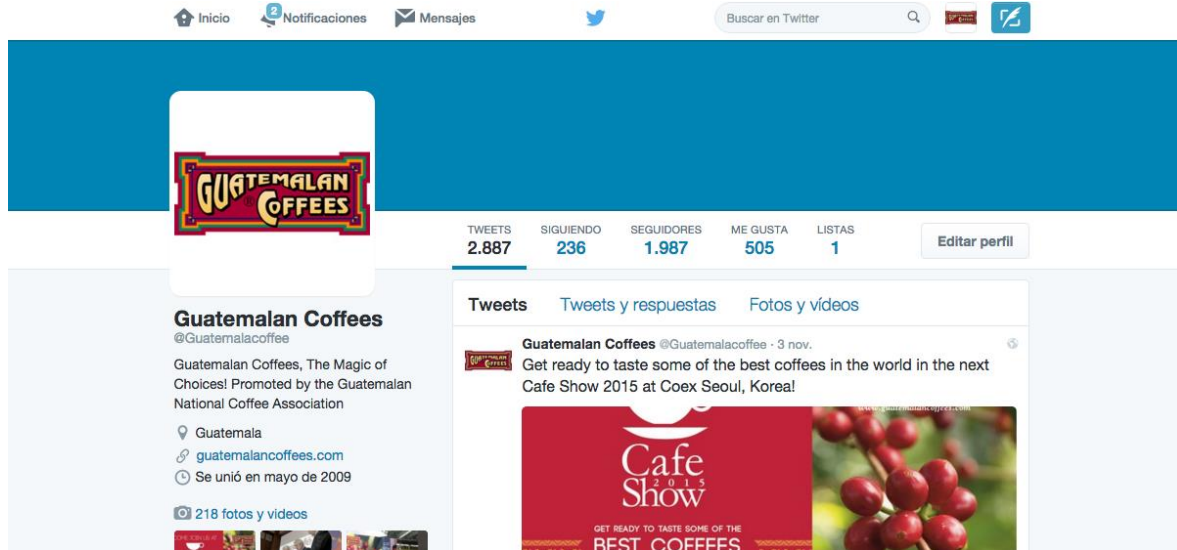 Inicio
2
Notificaciones
Mensajes
Buscar en Twitter
GUATEMALAN
COFFEES
®
TWEETS
2.887
SIGUIENDO
236
SEGUIDORES
1.987
ME GUSTA
505
LISTAS
1
Editar perfil
Guatemalan Coffees
@Guatemalacoffee
Guatemalan Coffees, The Magic of
Choices! Promoted by the Guatemalan
National Coffee Association
Guatemala
guatemalancoffees.com
Se unió en mayo de 2009
218 fotos y videos
Tweets
Tweets y respuestas
Fotos y vídeos
Guatemalan Coffees @Guatemalacoffee · 3 nov.
Get ready to taste some of the best coffees in the world in the next
Cafe Show 2015 at Coex Seoul, Korea!
www.guatemalancoffees.com
Cafe
2015
Show
GET READY TO TASTE SOME OF THE
BEST COFFEES